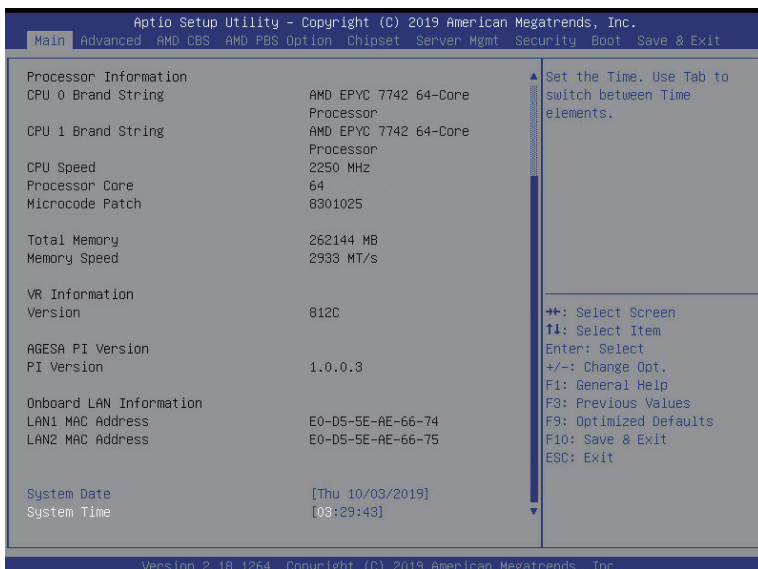 Aptio Setup Utility – Copyright (C) 2019 American Megatrends, Inc.
Main Advanced AMD CBS AMD PBS Option Chipset Server Mgmt Security Boot Save & Exit
Processor Information
CPU 0 Brand String AMD EPYC 7742 64-Core
Processor
CPU 1 Brand String AMD EPYC 7742 64-Core
Processor
CPU Speed 2250 MHz
Processor Core 64
Microcode Patch 8301025
Total Memory 262144 MB
Memory Speed 2933 MT/s
VR Information
Version 812C
AGESA PI Version
PI Version 1.0.0.3
Onboard LAN Information
LAN1 MAC Address E0-D5-5E-AE-66-74
LAN2 MAC Address E0-D5-5E-AE-66-75
System Date [Thu 10/03/2019]
System Time [03:29:43]
Set the Time. Use Tab to
switch between Time
elements.
→←: Select Screen
↑↓: Select Item
Enter: Select
+/-: Change Opt.
F1: General Help
F3: Previous Values
F9: Optimized Defaults
F10: Save & Exit
ESC: Exit
Version 2.18.1264. Copyright (C) 2019 American Megatrends, Inc.